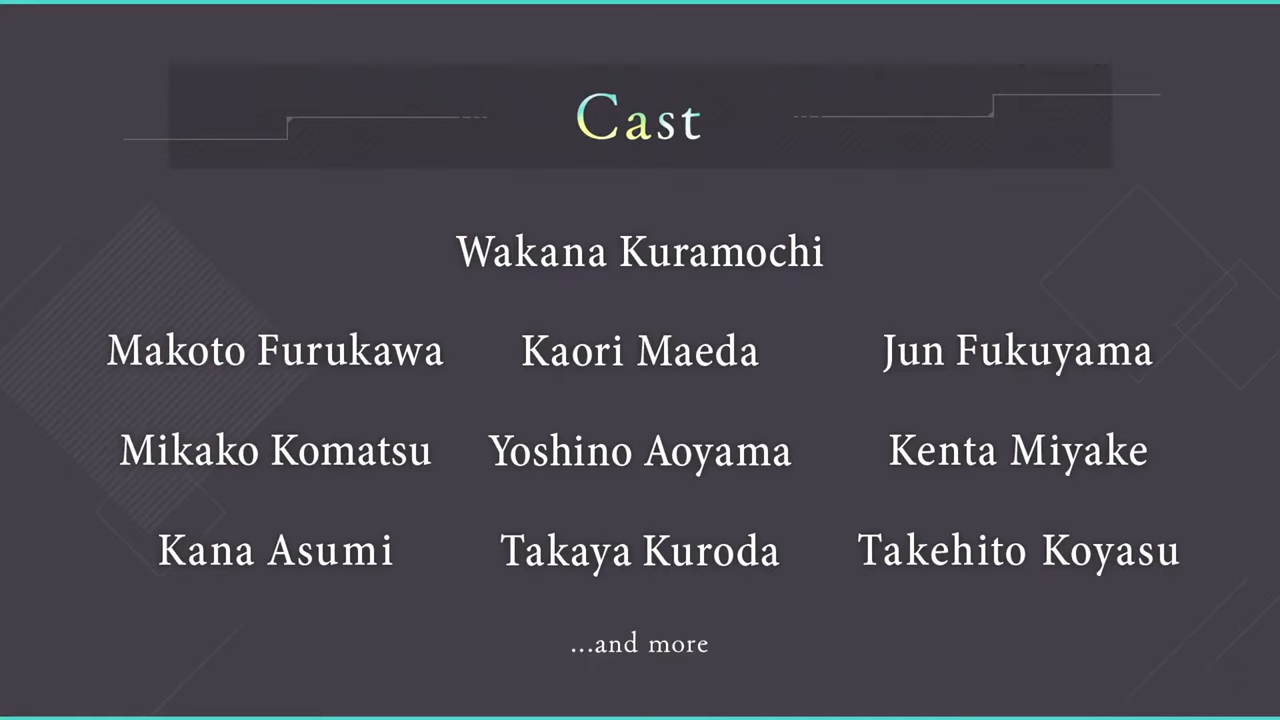 Cast
Wakana Kuramochi
Makoto Furukawa Kaori Maeda Jun Fukuyama
Mikako Komatsu Yoshino Aoyama Kenta Miyake
Kana Asumi Takaya Kuroda Takehito Koyasu
...and more